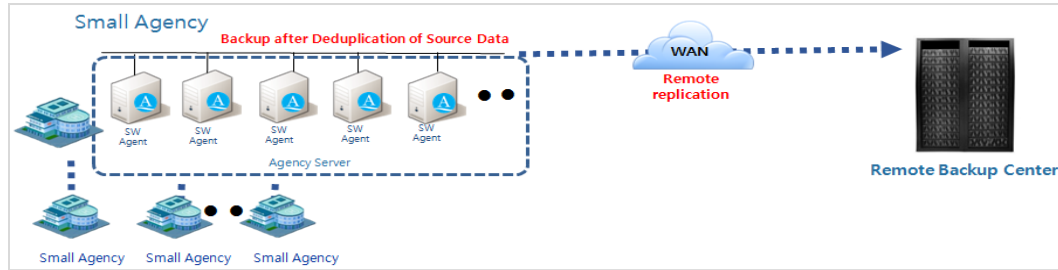 Small Agency
Backup after Deduplication of Source Data
WAN
Remote
replication
A A A A A
SW
Agent
SW
Agent
SW
Agent
SW
Agent
SW
Agent
Agency Server
Remote Backup Center
Small Agency
Small Agency
Small Agency